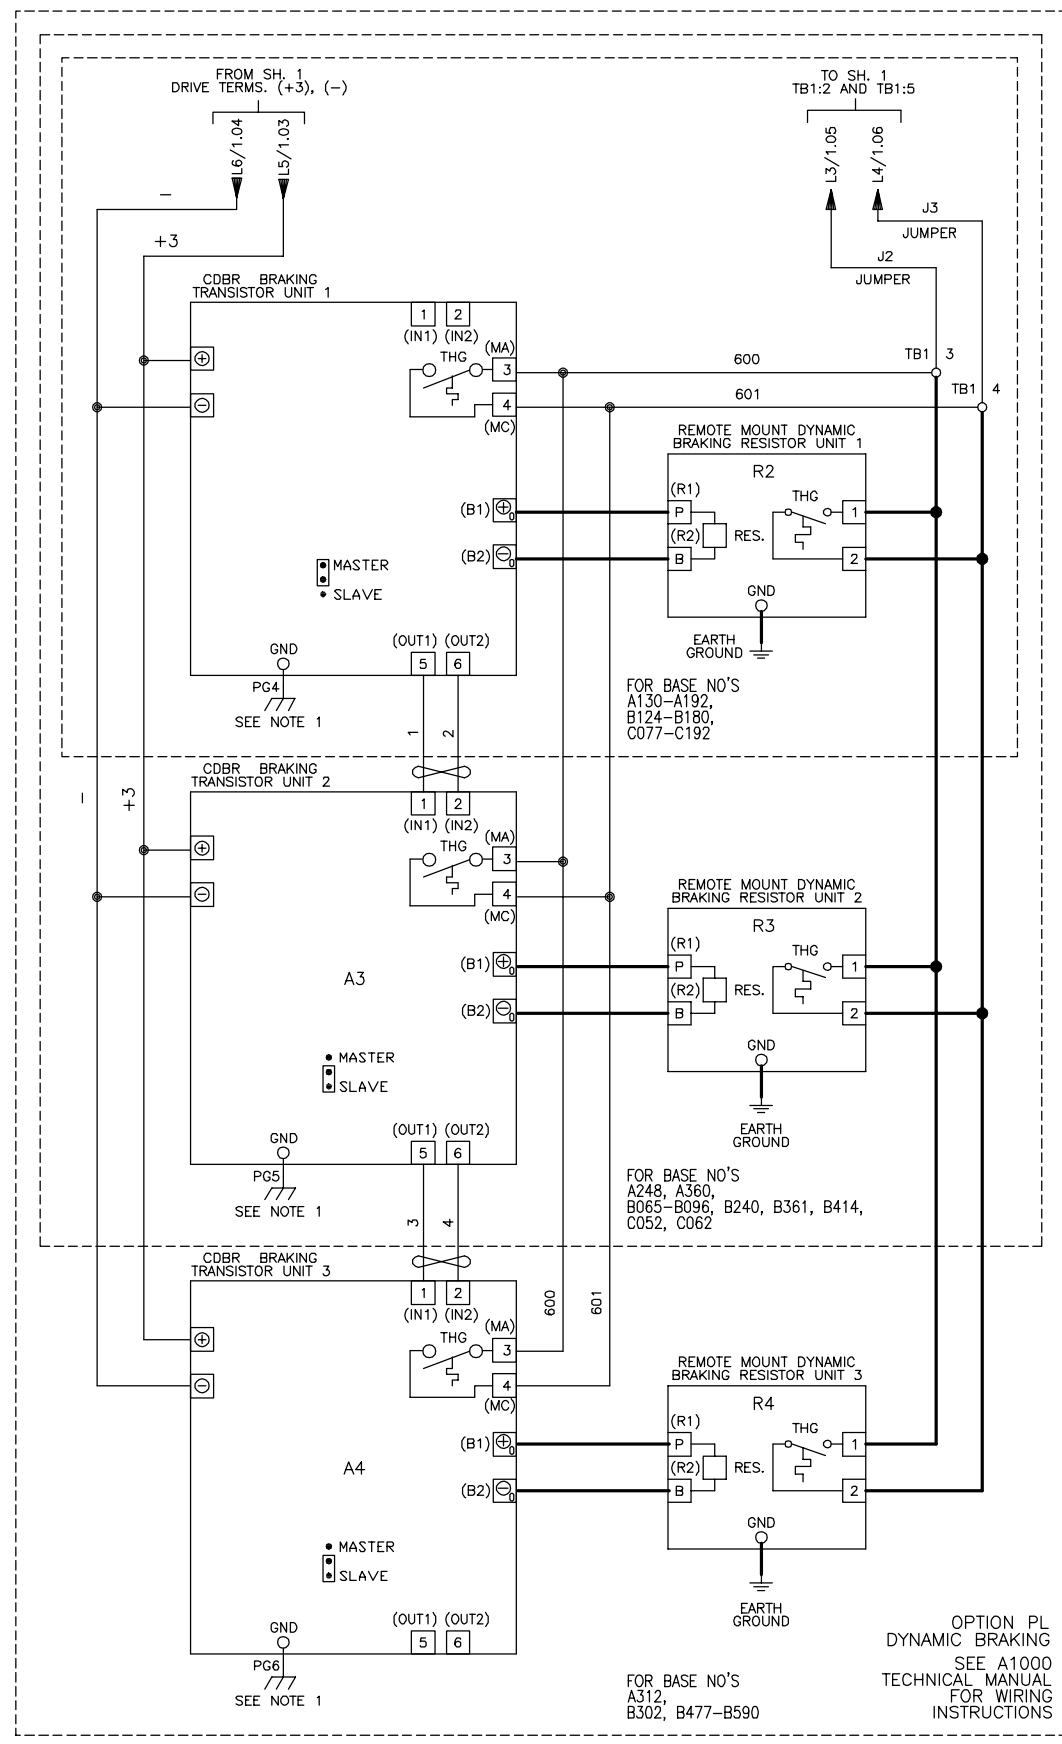 FROM SH. 1
DRIVE TERMS. (+3), (−)
L6/1.04
L5/1.03
TO SH. 1
TB1:2 AND TB1:5
L3/1.05
L4/1.06
−
+3
J3
JUMPER
J2
JUMPER
CDBR BRAKING
TRANSISTOR UNIT 1
1 2
(IN1) (IN2)
THG
(MA)
3
4
(MC)
600
601
TB1 3
TB1 4
+
−
REMOTE MOUNT DYNAMIC
BRAKING RESISTOR UNIT 1
R2
(B1) + 0
(B2) − 0
(R1)
P
(R2)
B
RES.
THG
1
2
MASTER
SLAVE
GND
EARTH
GROUND
GND
PG4
SEE NOTE 1
(OUT1) (OUT2)
5 6
1
2
FOR BASE NO'S
A130−A192,
B124−B180,
C077−C192
−
+3
CDBR BRAKING
TRANSISTOR UNIT 2
1 2
(IN1) (IN2)
THG
(MA)
3
4
(MC)
+
−
REMOTE MOUNT DYNAMIC
BRAKING RESISTOR UNIT 2
R3
A3
(B1) + 0
(B2) − 0
(R1)
P
(R2)
B
RES.
THG
1
2
MASTER
SLAVE
GND
EARTH
GROUND
GND
PG5
SEE NOTE 1
(OUT1) (OUT2)
5 6
3
4
FOR BASE NO'S
A248, A360,
B065−B096, B240, B361, B414,
C052, C062
CDBR BRAKING
TRANSISTOR UNIT 3
1 2
(IN1) (IN2)
THG
(MA)
3
4
(MC)
600
601
+
−
REMOTE MOUNT DYNAMIC
BRAKING RESISTOR UNIT 3
R4
A4
(B1) + 0
(B2) − 0
(R1)
P
(R2)
B
RES.
THG
1
2
MASTER
SLAVE
GND
EARTH
GROUND
GND
PG6
SEE NOTE 1
(OUT1) (OUT2)
5 6
FOR BASE NO'S
A312,
B302, B477−B590
OPTION PL
DYNAMIC BRAKING
SEE A1000
TECHNICAL MANUAL
FOR WIRING
INSTRUCTIONS